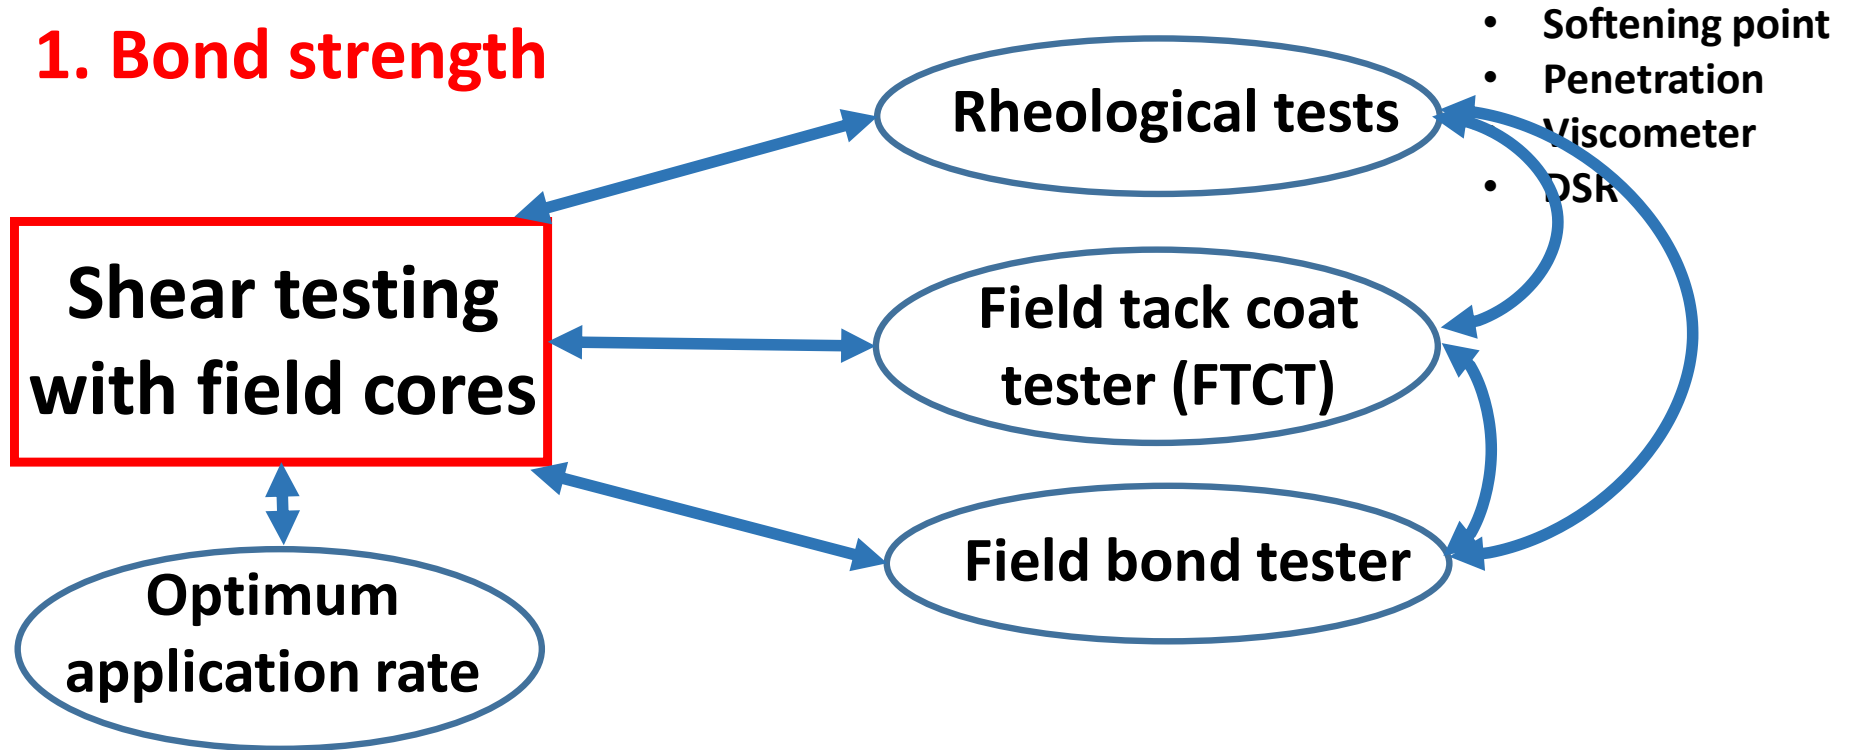 1. Bond strength
Rheological tests
• Softening point
• Penetration
Viscometer
• DSR
Shear testing
with field cores
Field tack coat
tester (FTCT)
Field bond tester
Optimum
application rate